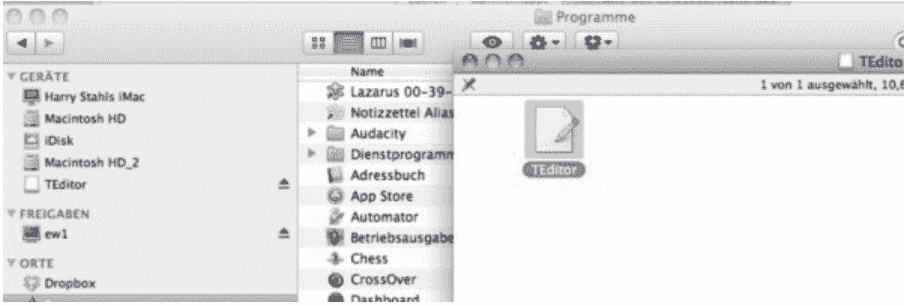 Programme
GERÄTE
Harry Stahls iMac
Macintosh HD
iDisk
Macintosh HD_2
TEditor
FREIGABEN
ew1
ORTE
Dropbox
Name
Lazarus 00-39-
Notizzettel Alias
Audacity
Dienstprogramm
Adressbuch
App Store
Automator
Betriebsausgabe
Chess
CrossOver
Dashboard
TEdito
1 von 1 ausgewählt, 10,6
TEditor